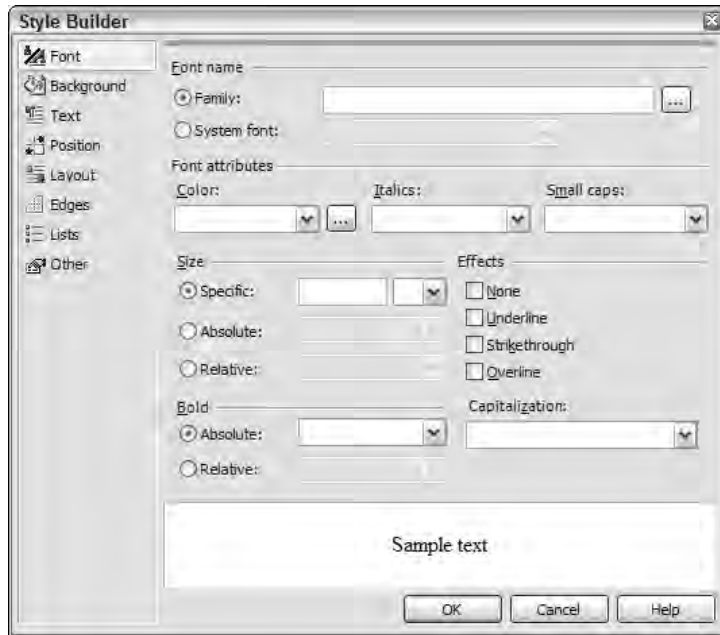 Style Builder
Font
Background
Text
Position
Layout
Edges
Lists
Other
Font name
Family:
...
System font:
Font attributes
Color:
Italics:
Small caps:
...
Size
Effects
Specific:
None
Underline
Absolute:
Strikethrough
Relative:
Overline
Bold
Capitalization:
Absolute:
Relative:
Sample text
OK
Cancel
Help